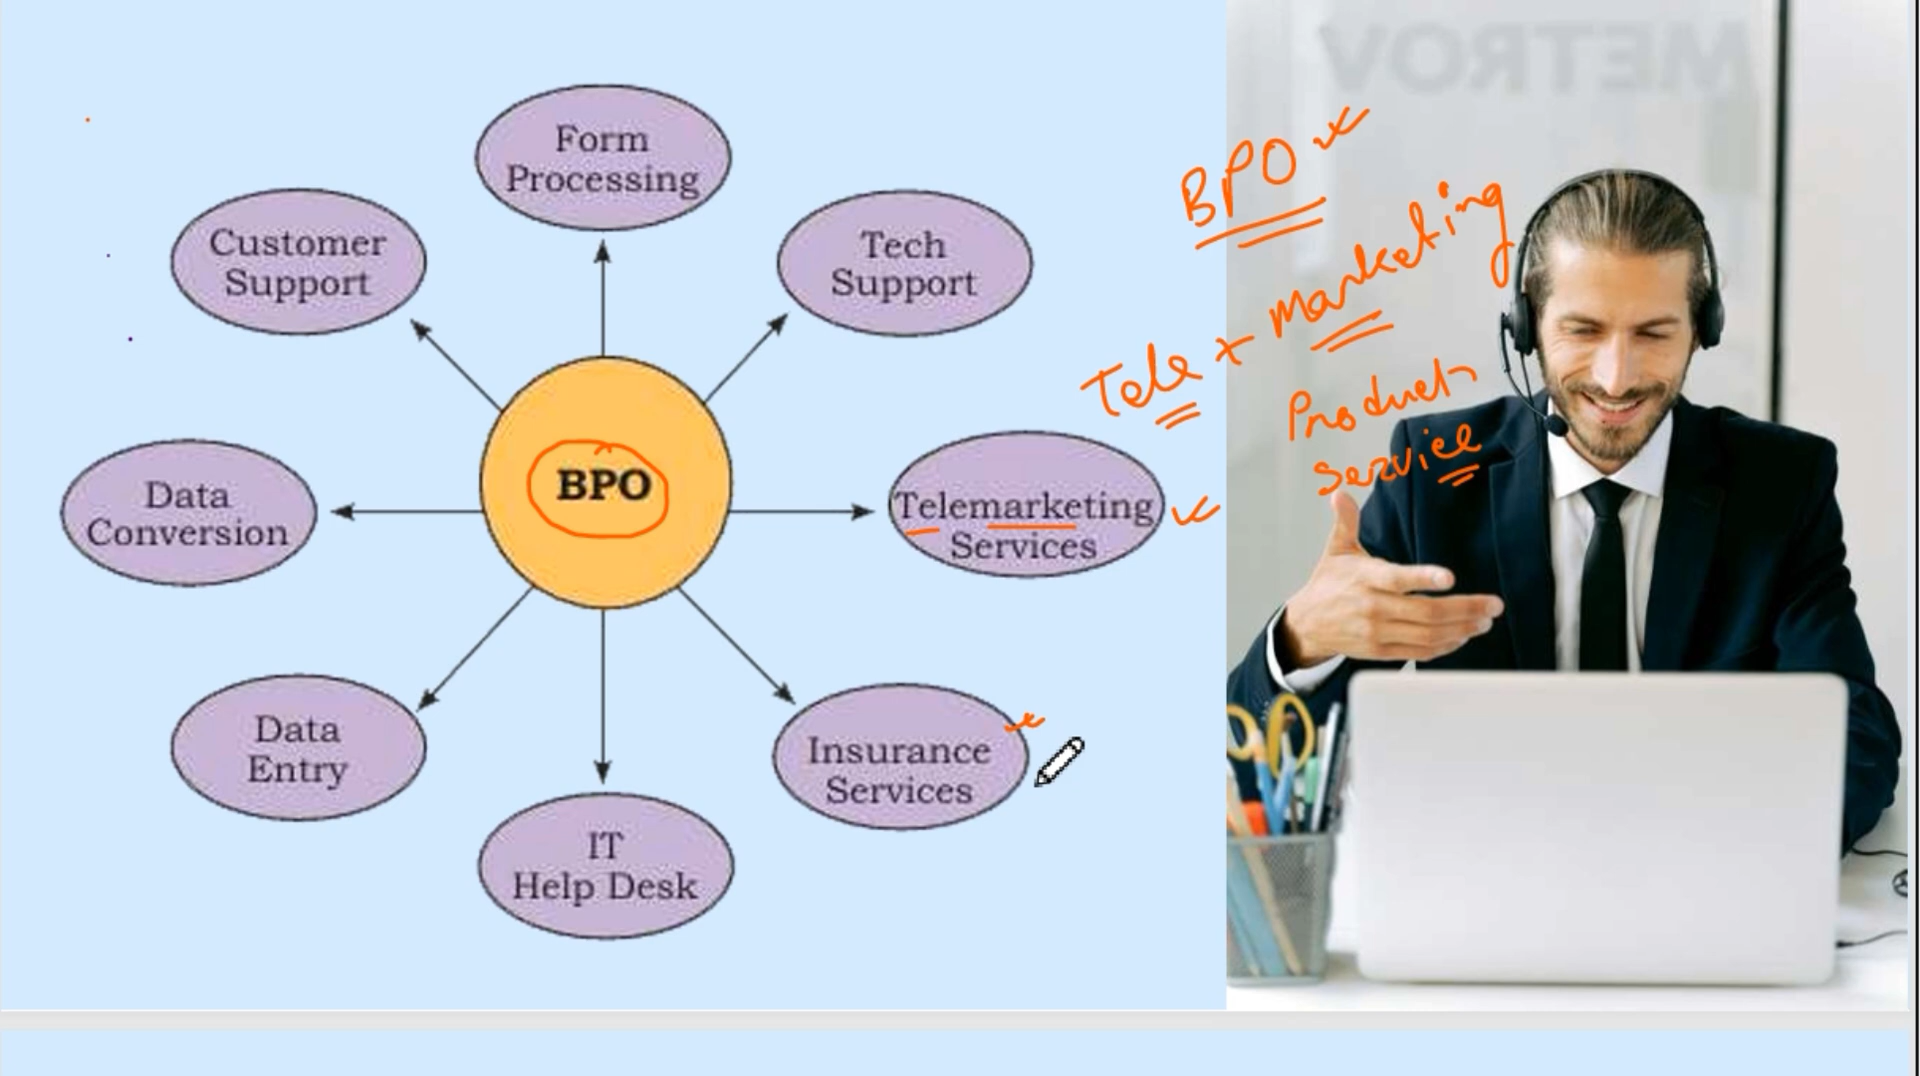 METROV
Form
Processing
Customer
Support
Tech
Support
BPO
Data
Conversion
BPO
Telemarketing
Services
Data
Entry
Insurance
Services
IT
Help Desk
Tele + Marketing
Product
Service